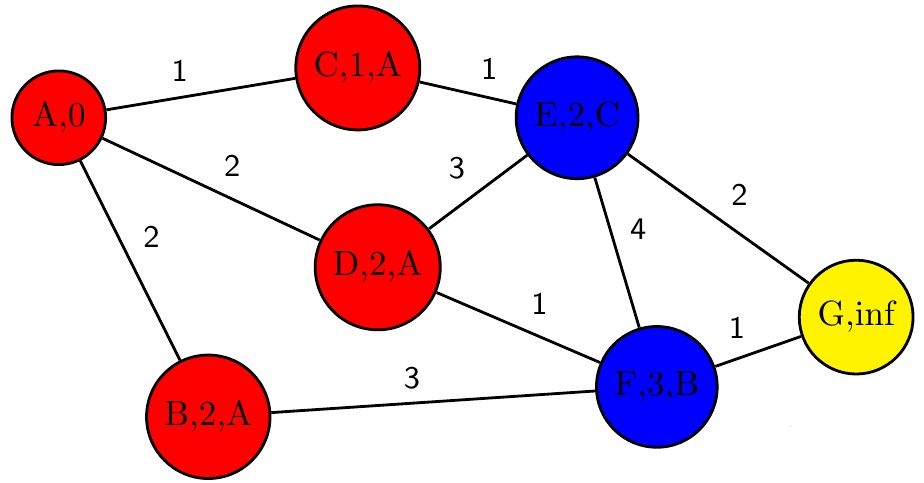 C,1,A
1
1
A,0
E,2,C
2
3
2
2
4
D,2,A
1
G,inf
1
3
F,3,B
B,2,A